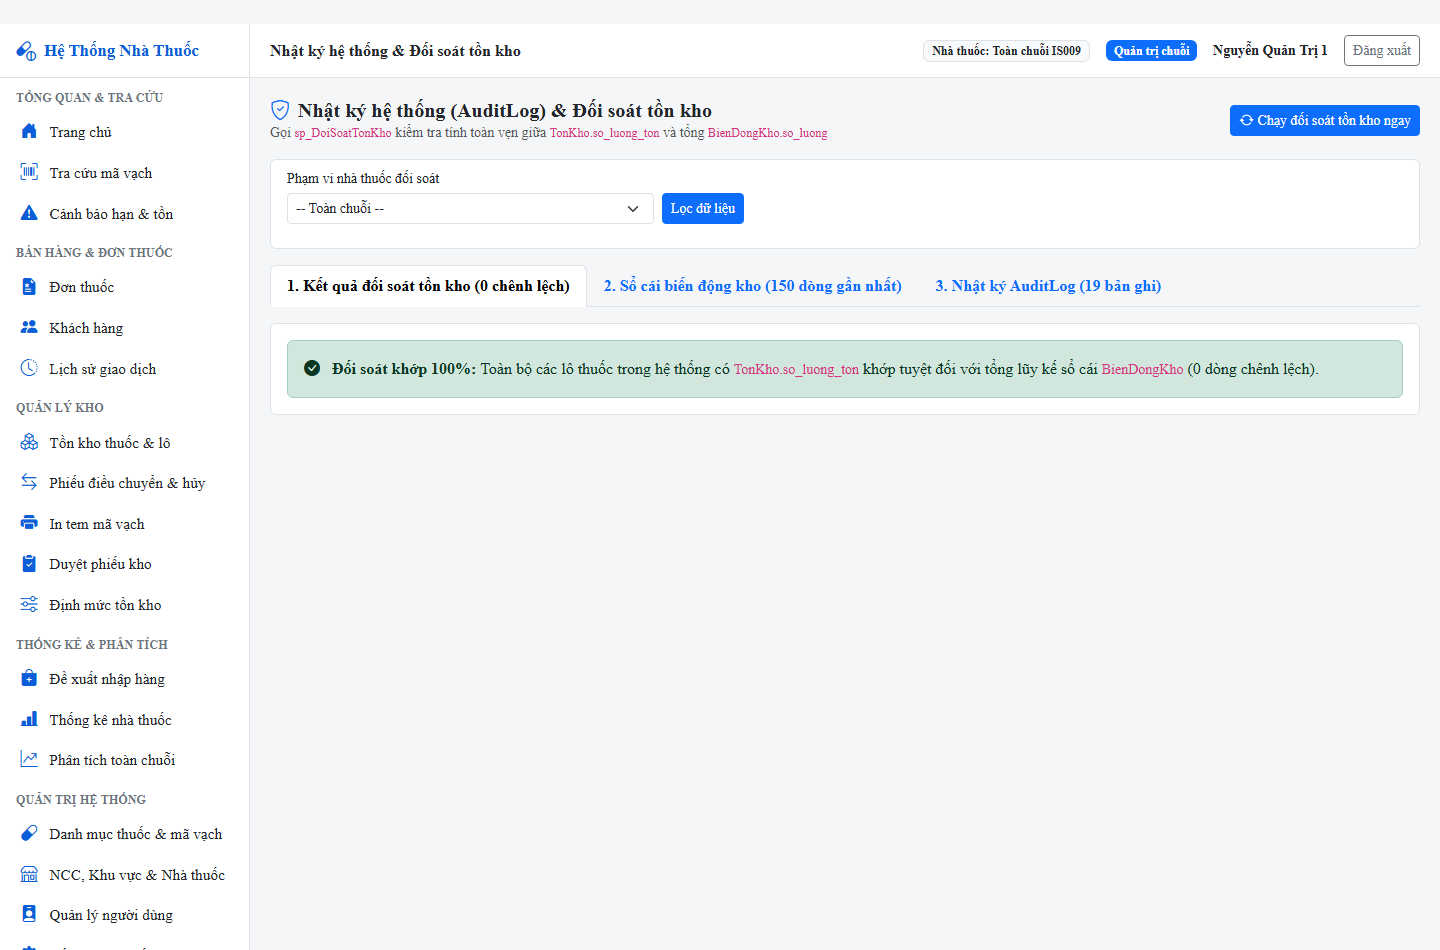 Hệ Thống Nhà Thuốc
Nhật ký hệ thống & Đối soát tồn kho
Nhà thuốc: Toàn chuỗi IS009
Quản trị chuỗi
Nguyễn Quản Trị 1
Đăng xuất
TỔNG QUAN & TRA CỨU
Trang chủ
Tra cứu mã vạch
Cảnh báo hạn & tồn
BÁN HÀNG & ĐƠN THUỐC
Đơn thuốc
Khách hàng
Lịch sử giao dịch
QUẢN LÝ KHO
Tồn kho thuốc & lô
Phiếu điều chuyển & hủy
In tem mã vạch
Duyệt phiếu kho
Định mức tồn kho
THỐNG KÊ & PHÂN TÍCH
Đề xuất nhập hàng
Thống kê nhà thuốc
Phân tích toàn chuỗi
QUẢN TRỊ HỆ THỐNG
Danh mục thuốc & mã vạch
NCC, Khu vực & Nhà thuốc
Quản lý người dùng
Nhật ký hệ thống (AuditLog) & Đối soát tồn kho
Gọi sp_DoiSoatTonKho kiểm tra tính toàn vẹn giữa TonKho.so_luong_ton và tổng BienDongKho.so_luong
Chạy đối soát tồn kho ngay
Phạm vi nhà thuốc đối soát
-- Toàn chuỗi --
Lọc dữ liệu
1. Kết quả đối soát tồn kho (0 chênh lệch)
2. Sổ cái biến động kho (150 dòng gần nhất)
3. Nhật ký AuditLog (19 bản ghi)
Đối soát khớp 100%: Toàn bộ các lô thuốc trong hệ thống có TonKho.so_luong_ton khớp tuyệt đối với tổng lũy kế sổ cái BienDongKho (0 dòng chênh lệch).